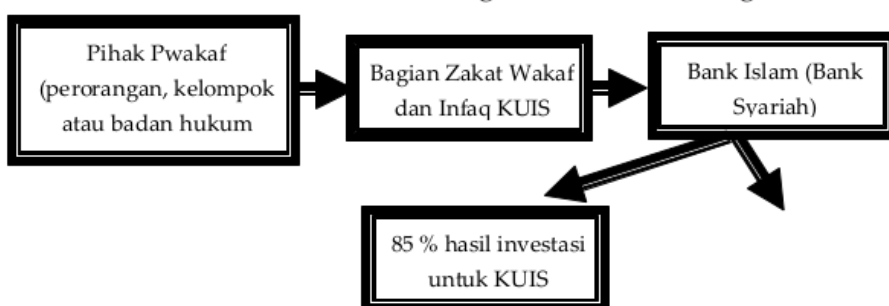 Pihak Pwakaf
(perorangan, kelompok
atau badan hukum
Bagian Zakat Wakaf
dan Infaq KUIS
Bank Islam (Bank
Syariah)
85 % hasil investasi
untuk KUIS